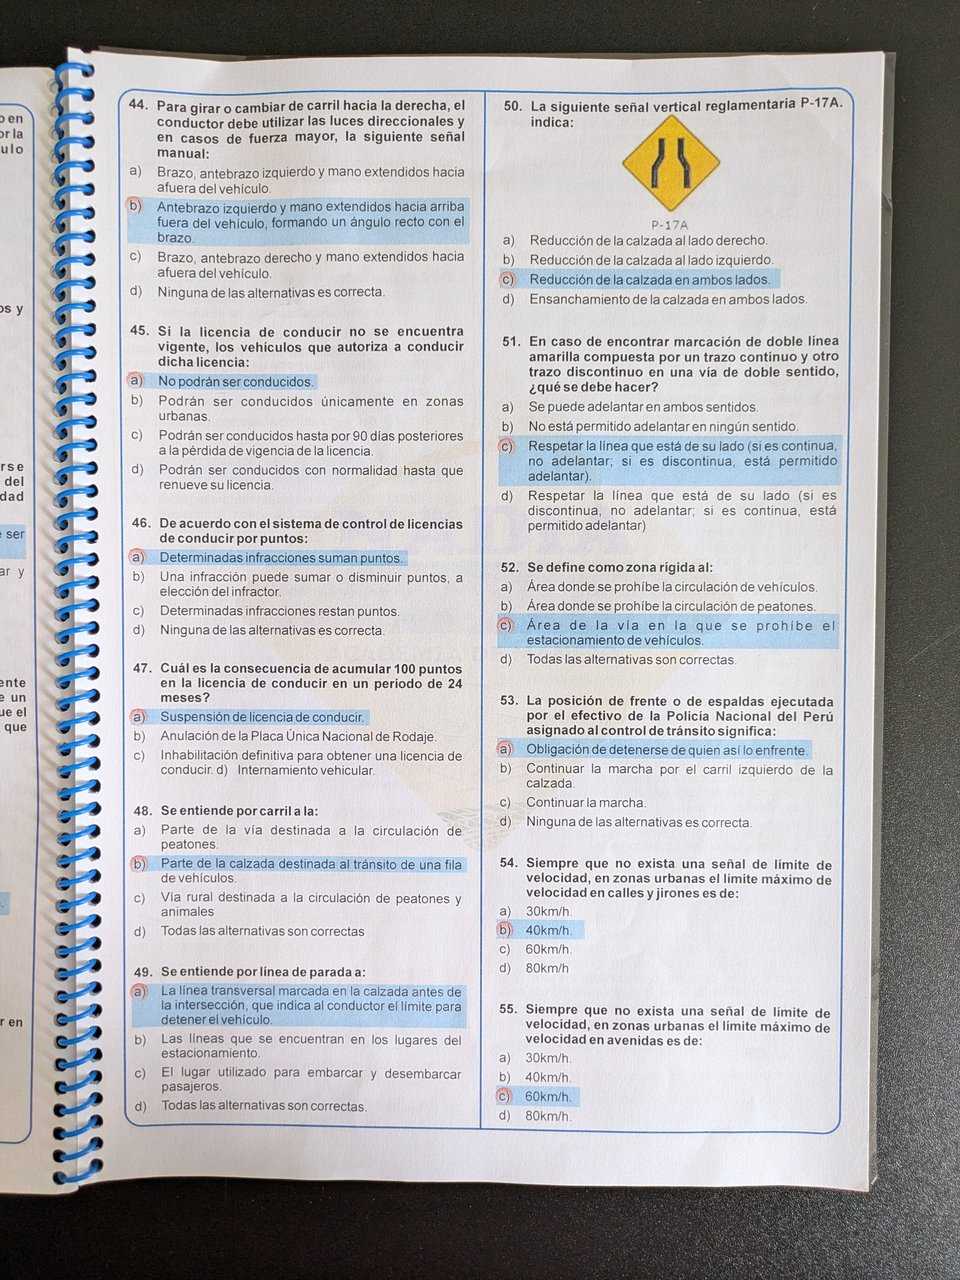 o en
or la
ulo
os y
rse
del
dad
e ser
ar y
ente
e un
ue el
que
r en
44. Para girar o cambiar de carril hacia la derecha, el
conductor debe utilizar las luces direccionales y
en casos de fuerza mayor, la siguiente señal
manual:
a) Brazo, antebrazo izquierdo y mano extendidos hacia
afuera del vehículo.
b) Antebrazo izquierdo y mano extendidos hacia arriba
fuera del vehículo, formando un ángulo recto con el
brazo.
c) Brazo, antebrazo derecho y mano extendidos hacia
afuera del vehículo.
d) Ninguna de las alternativas es correcta.
45. Si la licencia de conducir no se encuentra
vigente, los vehículos que autoriza a conducir
dicha licencia:
a) No podrán ser conducidos.
b) Podrán ser conducidos únicamente en zonas
urbanas.
c) Podrán ser conducidos hasta por 90 días posteriores
a la pérdida de vigencia de la licencia.
d) Podrán ser conducidos con normalidad hasta que
renueve su licencia.
46. De acuerdo con el sistema de control de licencias
de conducir por puntos:
a) Determinadas infracciones suman puntos.
b) Una infracción puede sumar o disminuir puntos, a
elección del infractor.
c) Determinadas infracciones restan puntos.
d) Ninguna de las alternativas es correcta.
47. Cuál es la consecuencia de acumular 100 puntos
en la licencia de conducir en un periodo de 24
meses?
a) Suspensión de licencia de conducir.
b) Anulación de la Placa Única Nacional de Rodaje.
c) Inhabilitación definitiva para obtener una licencia de
conducir. d) Internamiento vehicular.
48. Se entiende por carril a la:
a) Parte de la vía destinada a la circulación de
peatones.
b) Parte de la calzada destinada al tránsito de una fila
de vehículos.
c) Vía rural destinada a la circulación de peatones y
animales
d) Todas las alternativas son correctas
49. Se entiende por línea de parada a:
a) La línea transversal marcada en la calzada antes de
la intersección, que indica al conductor el límite para
detener el vehículo.
b) Las líneas que se encuentran en los lugares del
estacionamiento.
c) El lugar utilizado para embarcar y desembarcar
pasajeros.
d) Todas las alternativas son correctas.
50. La siguiente señal vertical reglamentaria P-17A.
indica:
P-17A
a) Reducción de la calzada al lado derecho.
b) Reducción de la calzada al lado izquierdo.
c) Reducción de la calzada en ambos lados.
d) Ensanchamiento de la calzada en ambos lados.
51. En caso de encontrar marcación de doble línea
amarilla compuesta por un trazo continuo y otro
trazo discontinuo en una vía de doble sentido,
¿qué se debe hacer?
a) Se puede adelantar en ambos sentidos.
b) No está permitido adelantar en ningún sentido.
c) Respetar la línea que está de su lado (si es continua,
no adelantar; si es discontinua, está permitido
adelantar).
d) Respetar la línea que está de su lado (si es
discontinua, no adelantar; si es continua, está
permitido adelantar)
52. Se define como zona rígida al:
a) Área donde se prohíbe la circulación de vehículos.
b) Área donde se prohíbe la circulación de peatones.
c) Área de la vía en la que se prohíbe el
estacionamiento de vehículos.
d) Todas las alternativas son correctas.
53. La posición de frente o de espaldas ejecutada
por el efectivo de la Policía Nacional del Perú
asignado al control de tránsito significa:
a) Obligación de detenerse de quien así lo enfrente.
b) Continuar la marcha por el carril izquierdo de la
calzada.
c) Continuar la marcha.
d) Ninguna de las alternativas es correcta.
54. Siempre que no exista una señal de límite de
velocidad, en zonas urbanas el límite máximo de
velocidad en calles y jirones es de:
a) 30km/h.
b) 40km/h.
c) 60km/h.
d) 80km/h
55. Siempre que no exista una señal de límite de
velocidad, en zonas urbanas el límite máximo de
velocidad en avenidas es de:
a) 30km/h.
b) 40km/h.
c) 60km/h.
d) 80km/h.